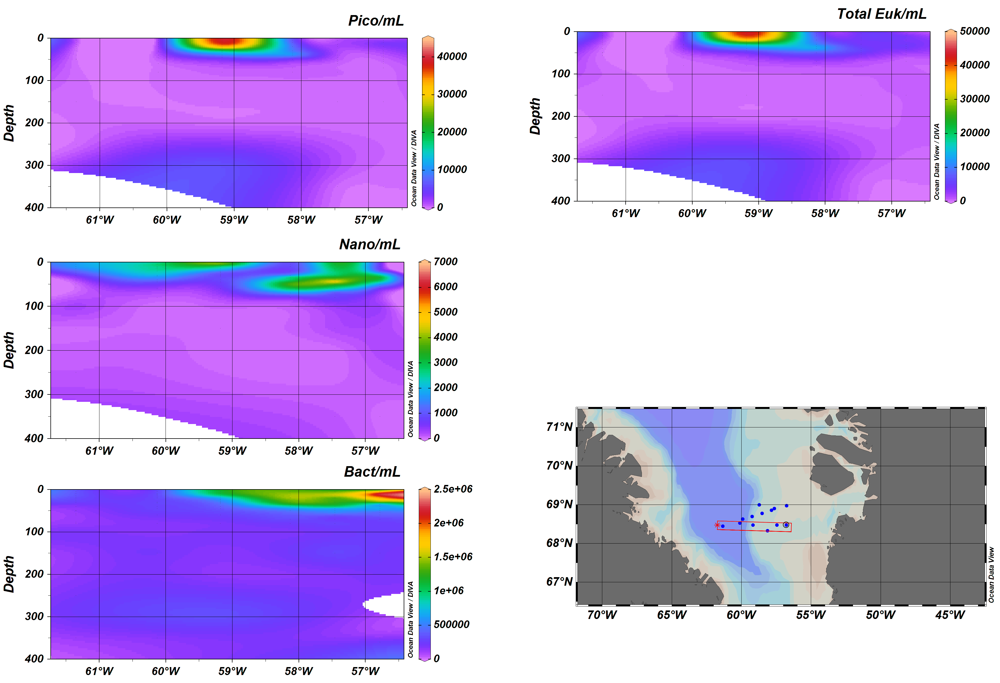 Pico/mL
0
100
200
300
400
Depth
61°W 60°W 59°W 58°W 57°W
40000
30000
20000
10000
0
Ocean Data View / DIVA
Total Euk/mL
0
100
200
300
400
Depth
61°W 60°W 59°W 58°W 57°W
50000
40000
30000
20000
10000
0
Ocean Data View / DIVA
Nano/mL
0
100
200
300
400
Depth
61°W 60°W 59°W 58°W 57°W
7000
6000
5000
4000
3000
2000
1000
0
Ocean Data View / DIVA
Bact/mL
0
100
200
300
400
Depth
61°W 60°W 59°W 58°W 57°W
2.5e+06
2e+06
1.5e+06
1e+06
500000
0
Ocean Data View / DIVA
71°N
70°N
69°N
68°N
67°N
70°W 65°W 60°W 55°W 50°W 45°W
Ocean Data View